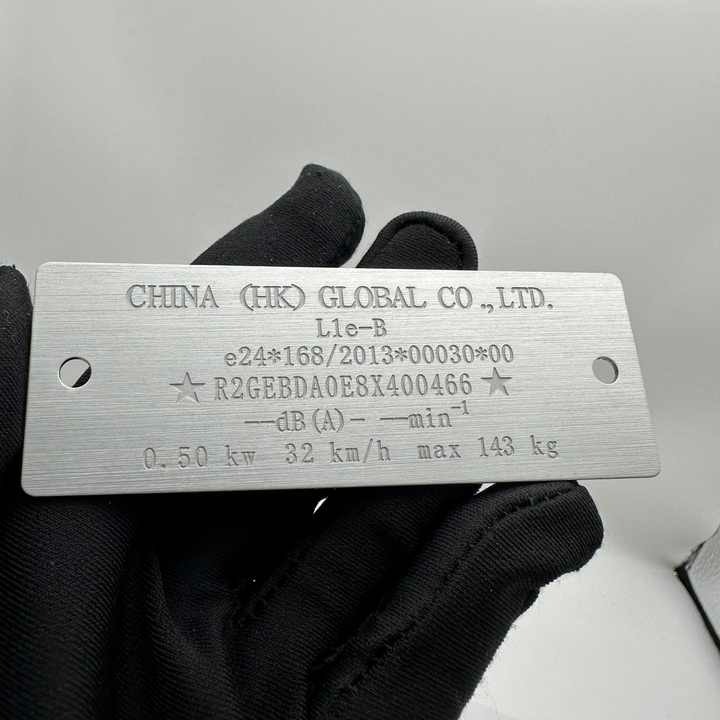 CHINA (HK) GLOBAL CO.,LTD.
L1e-B
e24*168/2013*00030*00
☆R2GEBDA0E8X400466☆
—dB(A)- —min⁻¹
0.50 kw 32 km/h max 143 kg